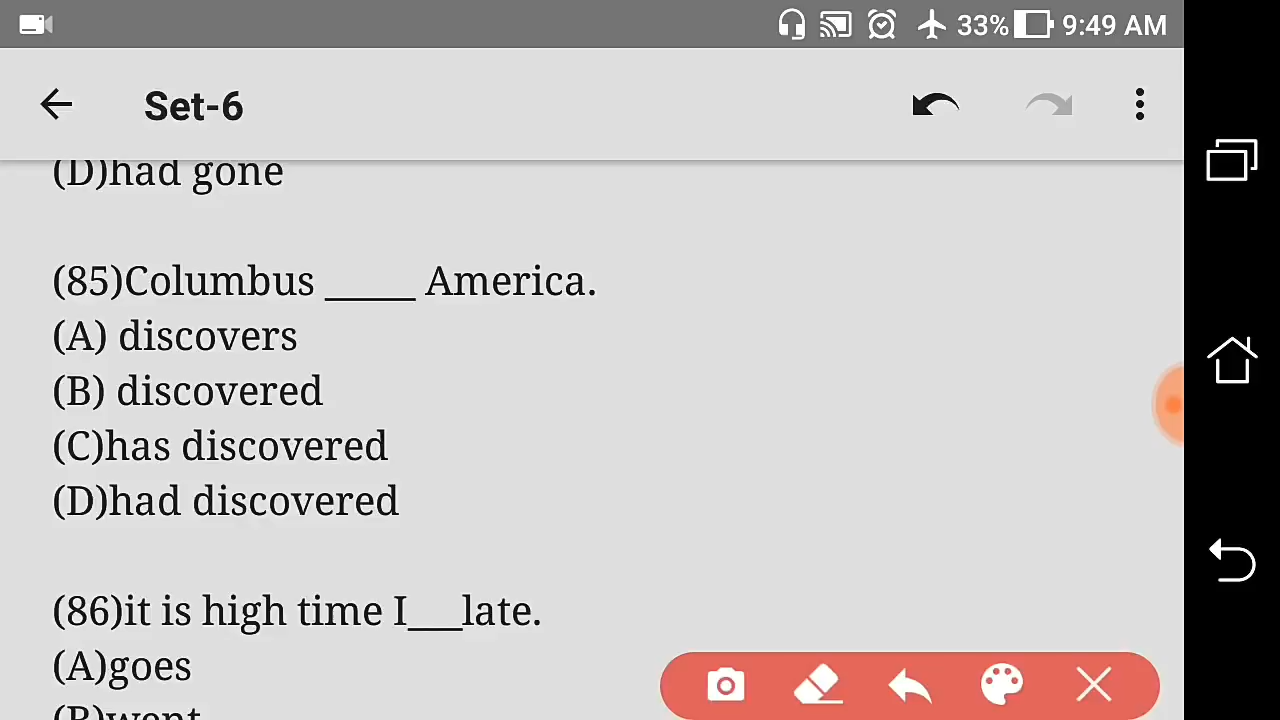 33% 9:49 AM
Set-6
(D)had gone
(85)Columbus _____ America.
(A) discovers
(B) discovered
(C)has discovered
(D)had discovered
(86)it is high time I___late.
(A)goes
(B)went